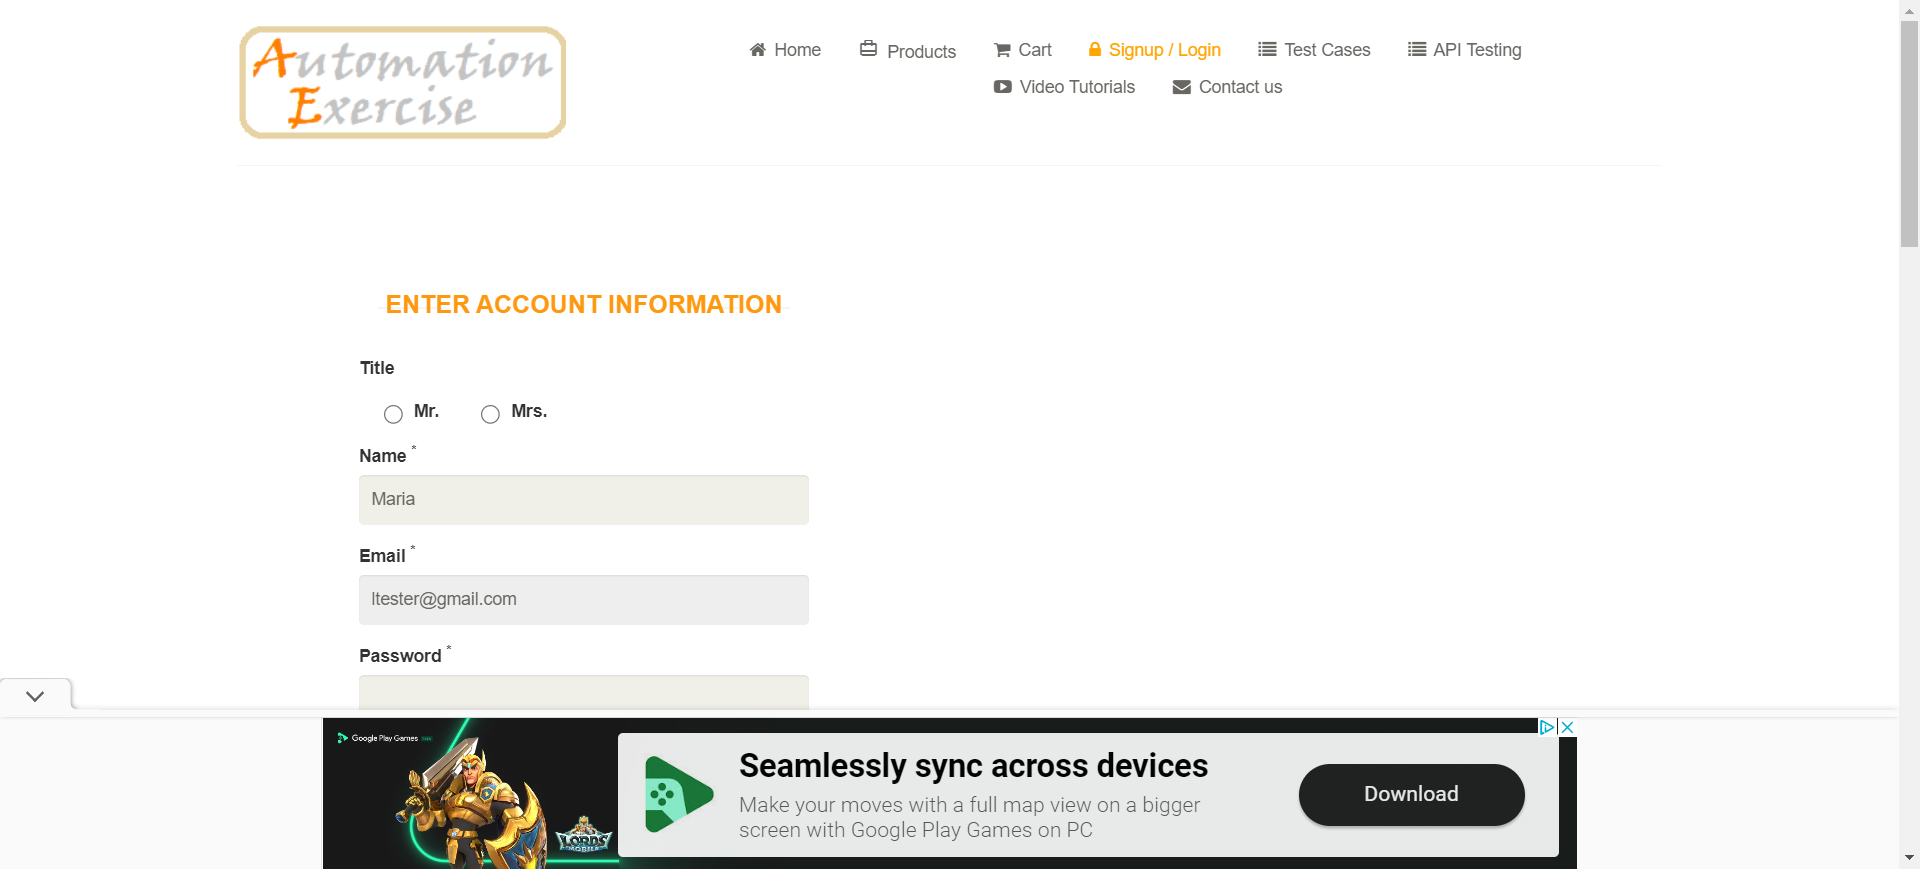 Automation
Exercise
Home
Products
Cart
Signup / Login
Test Cases
API Testing
Video Tutorials
Contact us
ENTER ACCOUNT INFORMATION
Title
Mr.
Mrs.
Name *
Maria
Email *
ltester@gmail.com
Password *
Google Play Games
LORDS
MOBILE
Seamlessly sync across devices
Make your moves with a full map view on a bigger
screen with Google Play Games on PC
Download